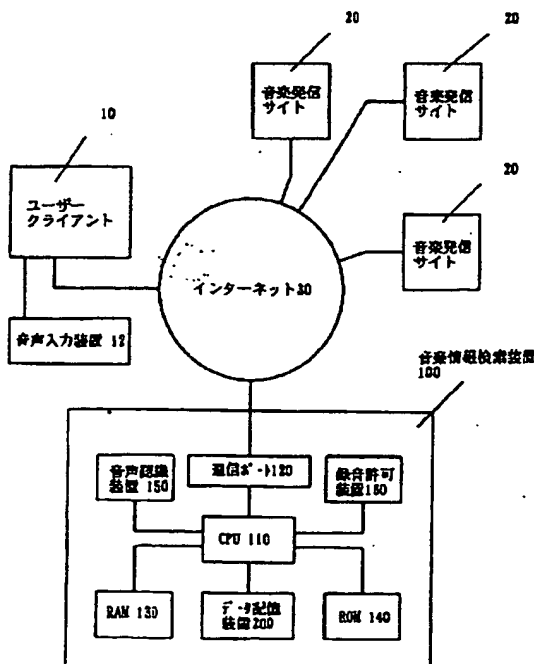 20
20
音楽発信
サイト
音楽発信
サイト
10
20
ユーザー
クライアント
音楽発信
サイト
インターネット30
音声入力装置 12
音楽情報検索装置
100
音声認識
装置 150
通信ポート120
録音許可
装置160
CPU 110
RAM 130
データ記憶
装置200
ROM 140